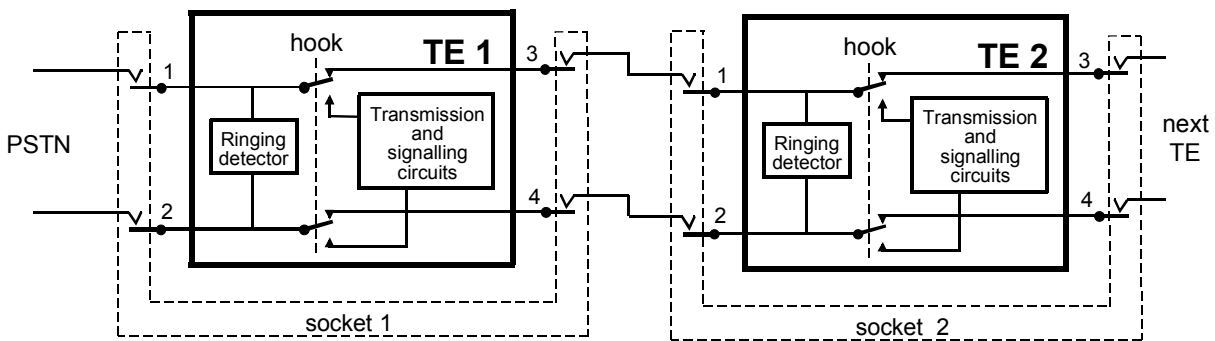 PSTN
1
2
hook
TE 1
3
4
Ringing
detector
Transmission
and
signalling
circuits
socket 1
1
2
hook
TE 2
3
4
Ringing
detector
Transmission
and
signalling
circuits
socket 2
next
TE